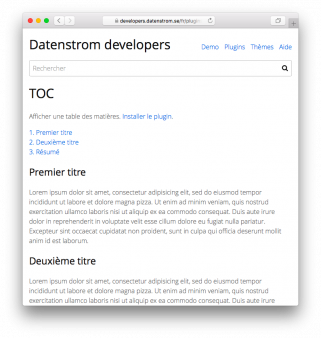 developers.datenstrom.se/fr/plugin
Datenstrom developers
Demo Plugins Thèmes Aide
Rechercher
TOC
Afficher une table des matières. Installer le plugin.
1. Premier titre
2. Deuxième titre
3. Résumé
Premier titre
Lorem ipsum dolor sit amet, consectetur adipisicing elit, sed do eiusmod tempor
incididunt ut labore et dolore magna pizza. Ut enim ad minim veniam, quis nostrud
exercitation ullamco laboris nisi ut aliquip ex ea commodo consequat. Duis aute irure
dolor in reprehenderit in voluptate velit esse cillum dolore eu fugiat nulla pariatur.
Excepteur sint occaecat cupidatat non proident, sunt in culpa qui officia deserunt mollit
anim id est laborum.
Deuxième titre
Lorem ipsum dolor sit amet, consectetur adipisicing elit, sed do eiusmod tempor
incididunt ut labore et dolore magna pizza. Ut enim ad minim veniam, quis nostrud
exercitation ullamco laboris nisi ut aliquip ex ea commodo consequat. Duis aute irure